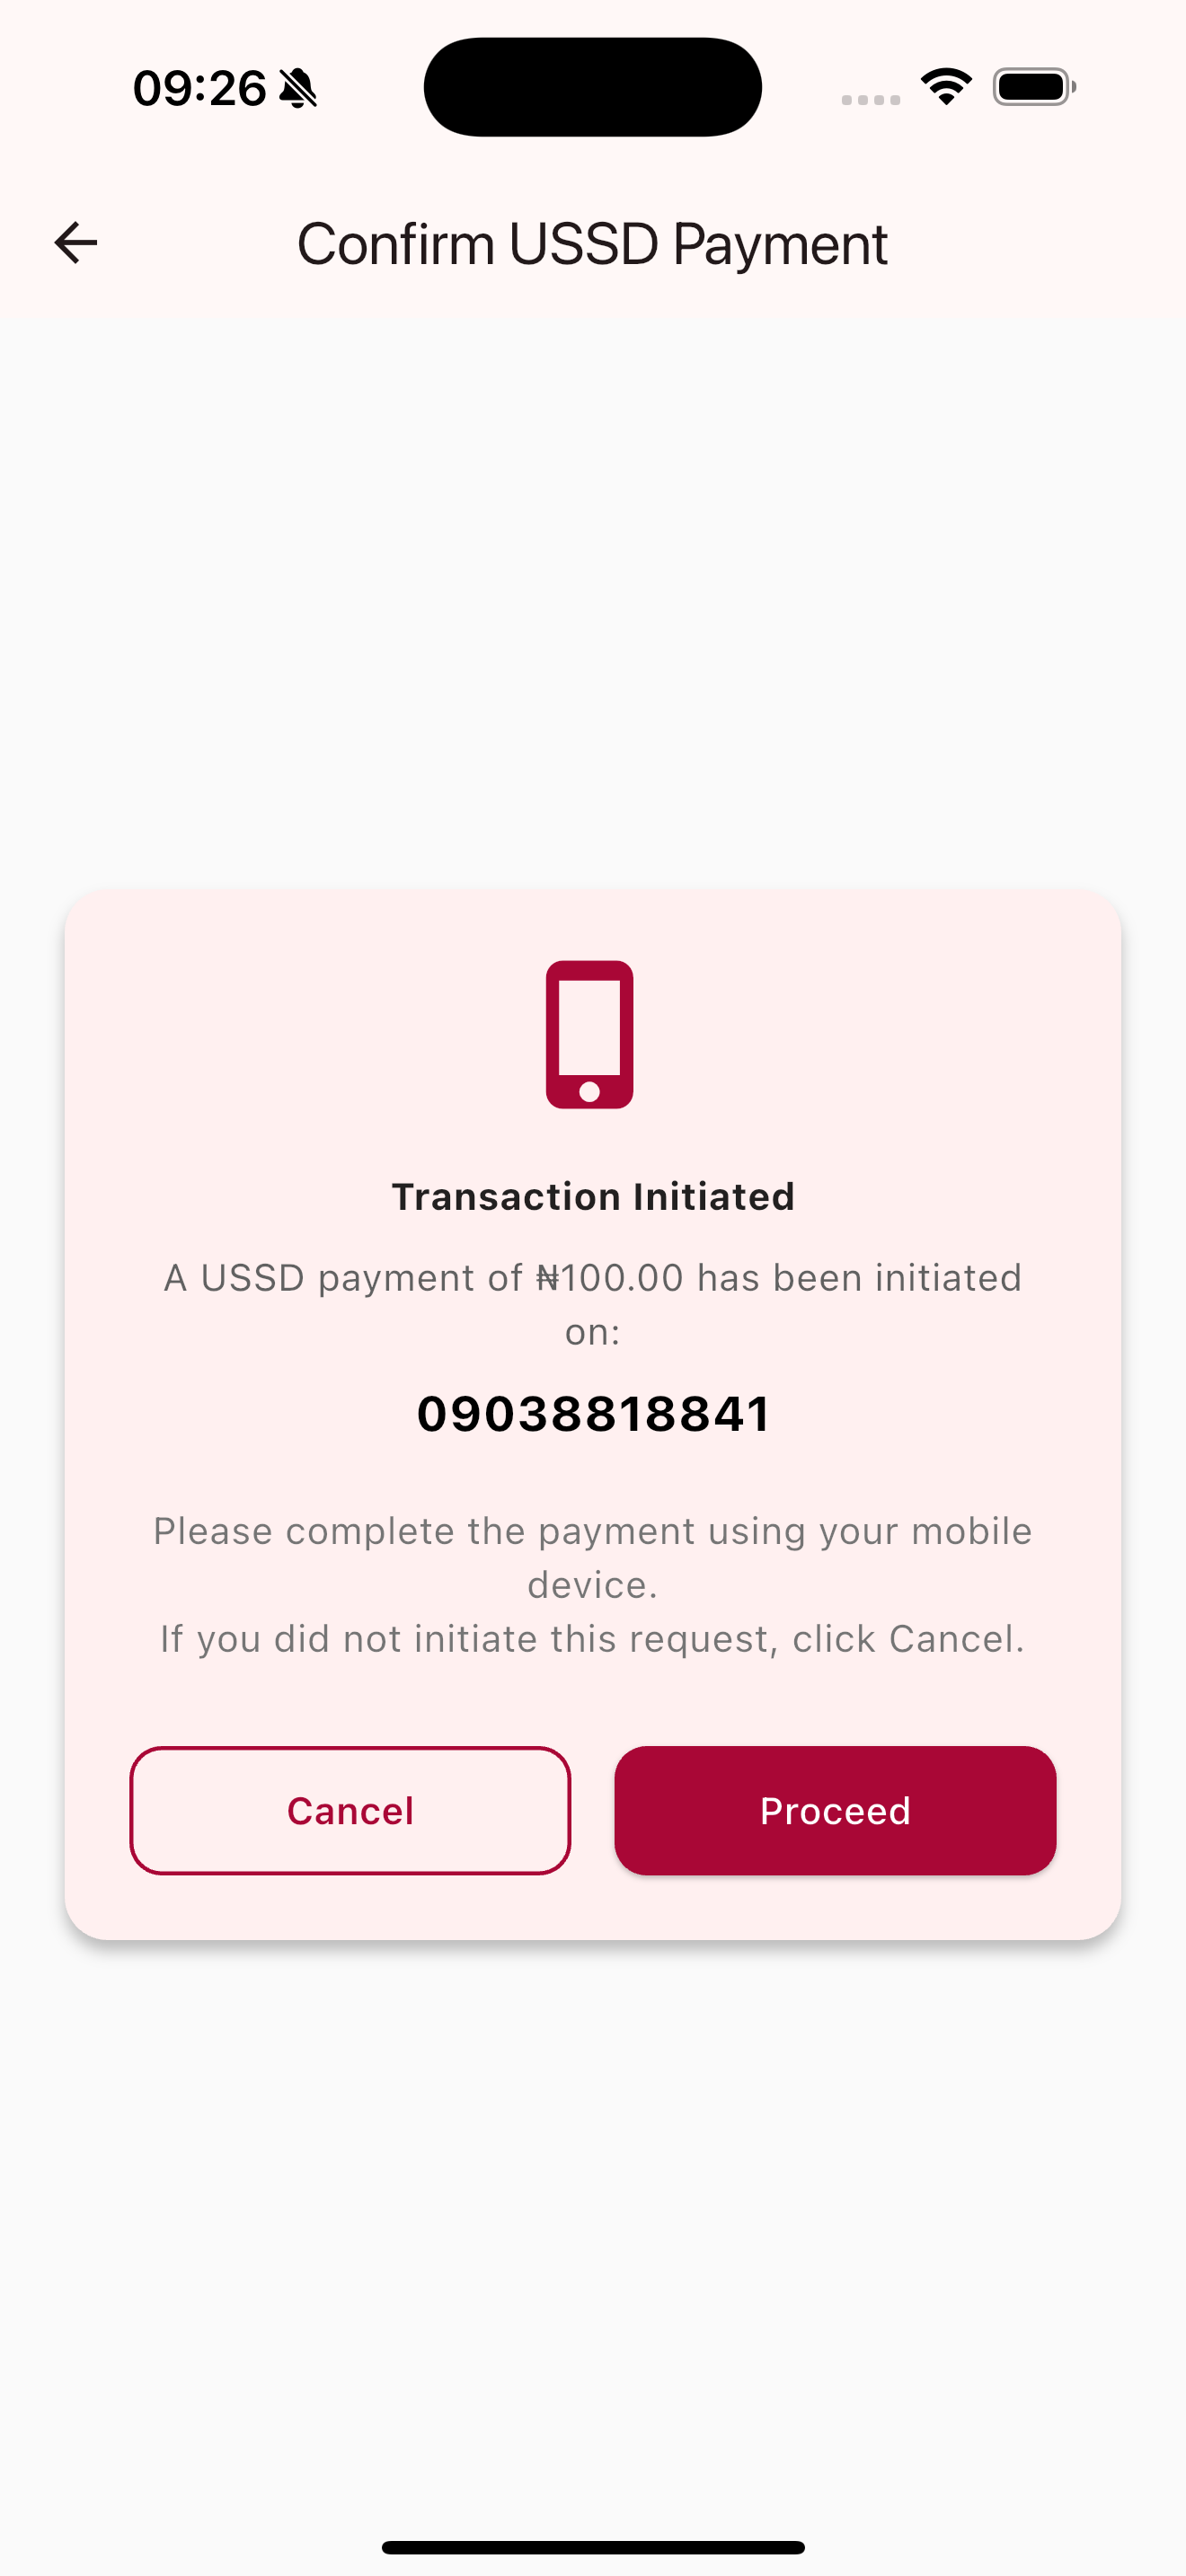 09:26
Confirm USSD Payment
Transaction Initiated
A USSD payment of ₦100.00 has been initiated
on:
09038818841
Please complete the payment using your mobile
device.
If you did not initiate this request, click Cancel.
Cancel
Proceed